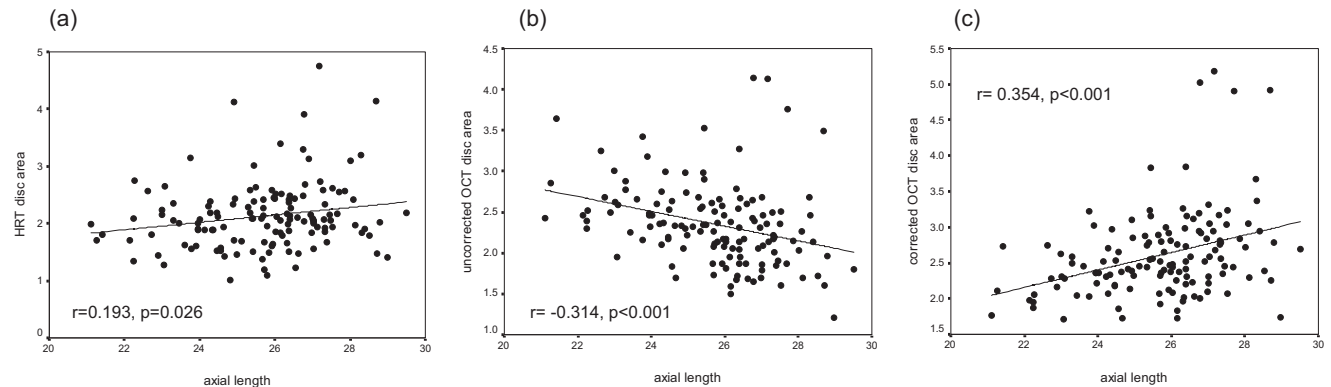 (a)
5
4
3
2
1
0
HRT disc area
r=0.193, p=0.026
20 22 24 26 28 30
axial length
(b)
4.5
4.0
3.5
3.0
2.5
2.0
1.5
1.0
uncorrected OCT disc area
r= -0.314, p<0.001
20 22 24 26 28 30
axial length
(c)
5.5
5.0
4.5
4.0
3.5
3.0
2.5
2.0
1.5
corrected OCT disc area
r= 0.354, p<0.001
20 22 24 26 28 30
axial length